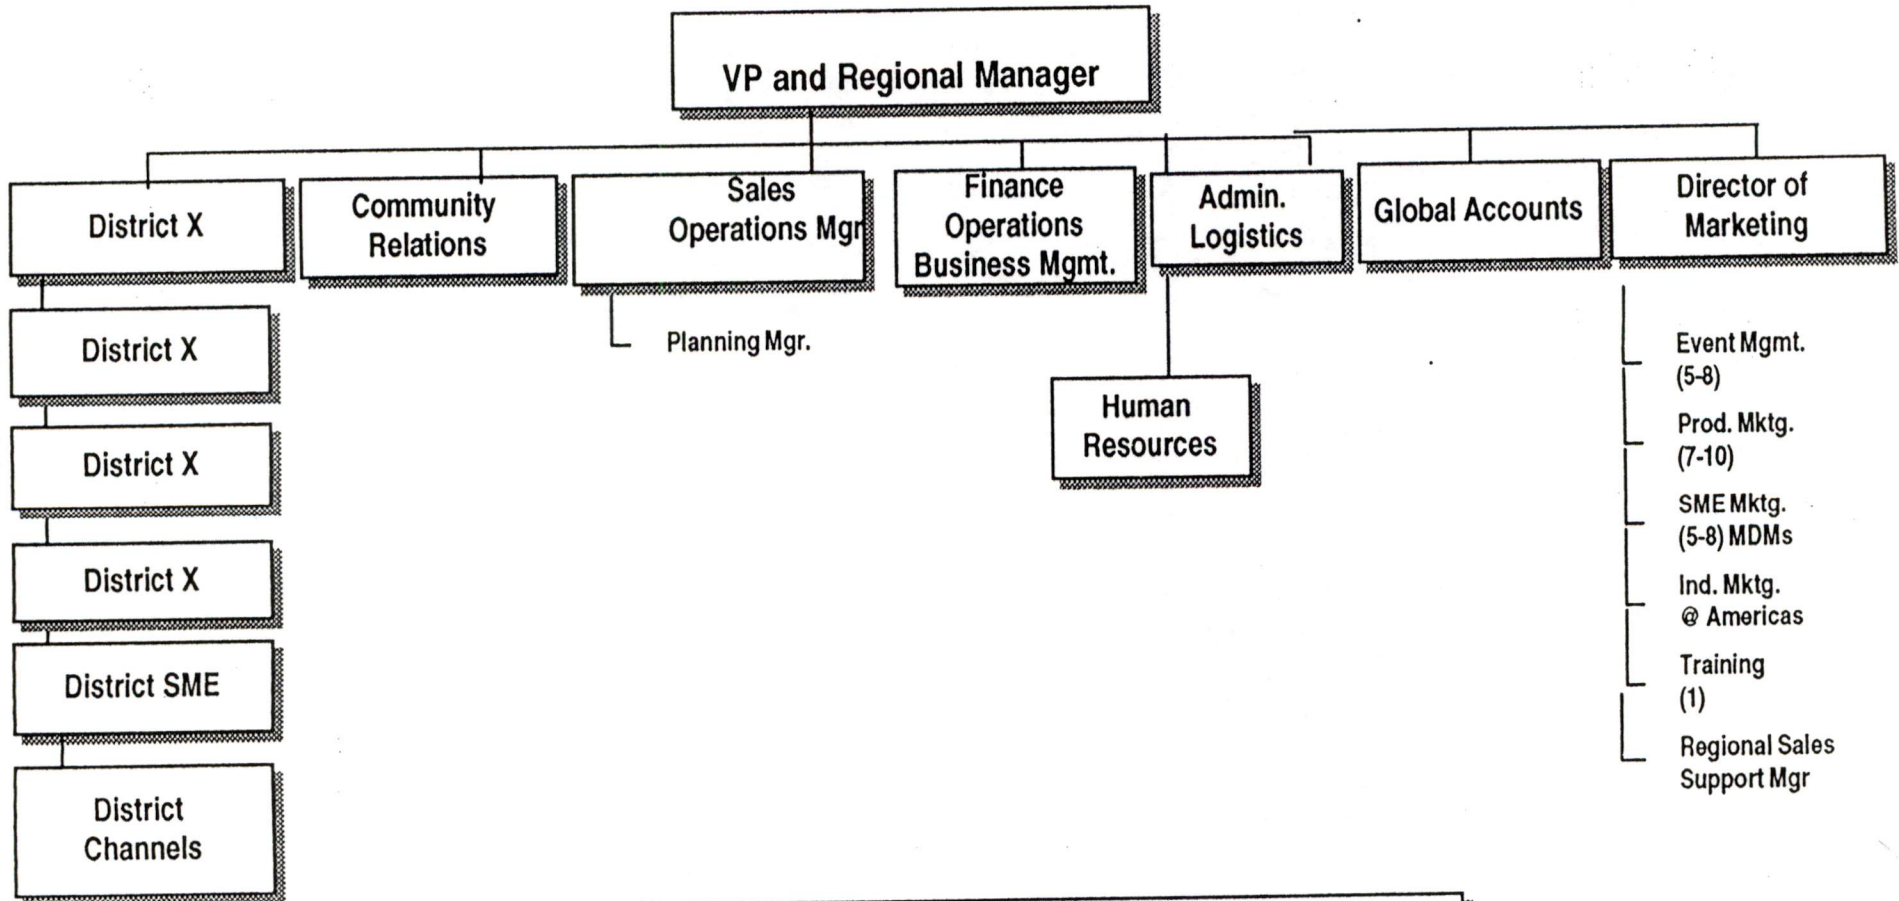 VP and Regional Manager
District X
Community
Relations
Sales
Operations Mgr
Finance
Operations
Business Mgmt.
Admin.
Logistics
Global Accounts
Director of
Marketing
District X
District X
District X
District SME
District
Channels
Planning Mgr.
Human
Resources
Event Mgmt.
(5-8)
Prod. Mktg.
(7-10)
SME Mktg.
(5-8) MDMs
Ind. Mktg.
@ Americas
Training
(1)
Regional Sales
Support Mgr